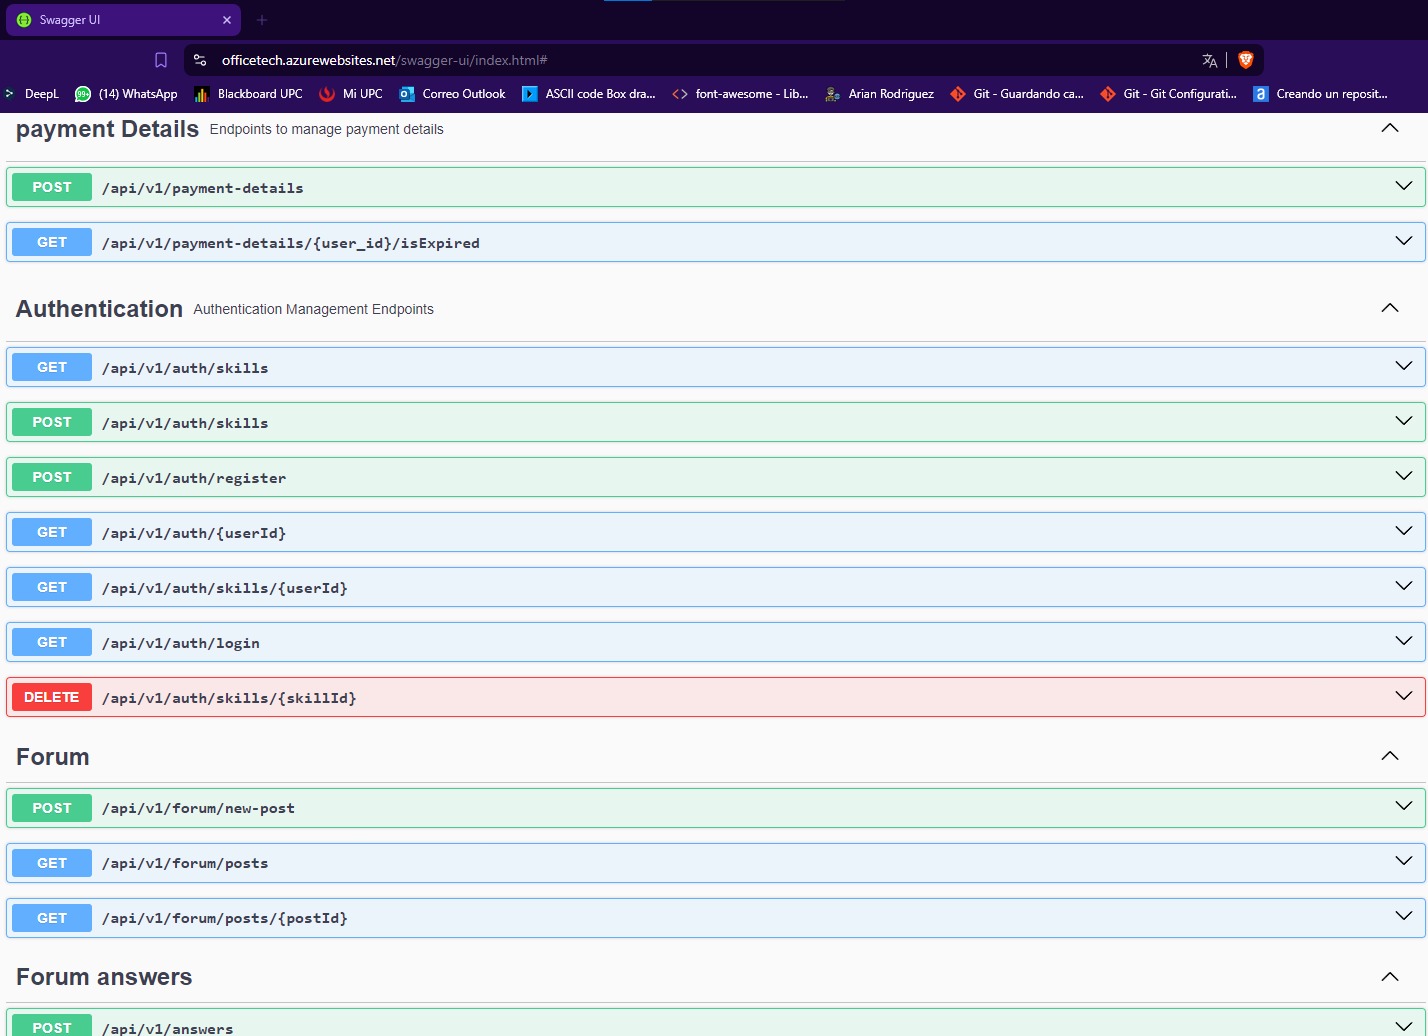 Swagger UI
officetech.azurewebsites.net/swagger-ui/index.html#
DeepL
99+
(14) WhatsApp
Blackboard UPC
Mi UPC
Correo Outlook
ASCII code Box dra...
font-awesome - Lib...
Arian Rodriguez
Git - Guardando ca...
Git - Git Configurati...
Creando un reposit...
payment Details Endpoints to manage payment details
POST /api/v1/payment-details
GET /api/v1/payment-details/{user_id}/isExpired
Authentication Authentication Management Endpoints
GET /api/v1/auth/skills
POST /api/v1/auth/skills
POST /api/v1/auth/register
GET /api/v1/auth/{userId}
GET /api/v1/auth/skills/{userId}
GET /api/v1/auth/login
DELETE /api/v1/auth/skills/{skillId}
Forum
POST /api/v1/forum/new-post
GET /api/v1/forum/posts
GET /api/v1/forum/posts/{postId}
Forum answers
POST /api/v1/answers